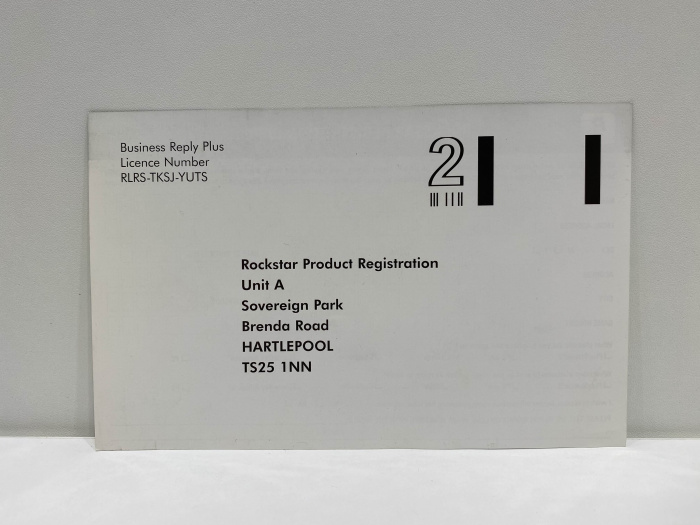 Business Reply Plus
Licence Number
RLRS-TKSJ-YUTS
2
Rockstar Product Registration
Unit A
Sovereign Park
Brenda Road
HARTLEPOOL
TS25 1NN